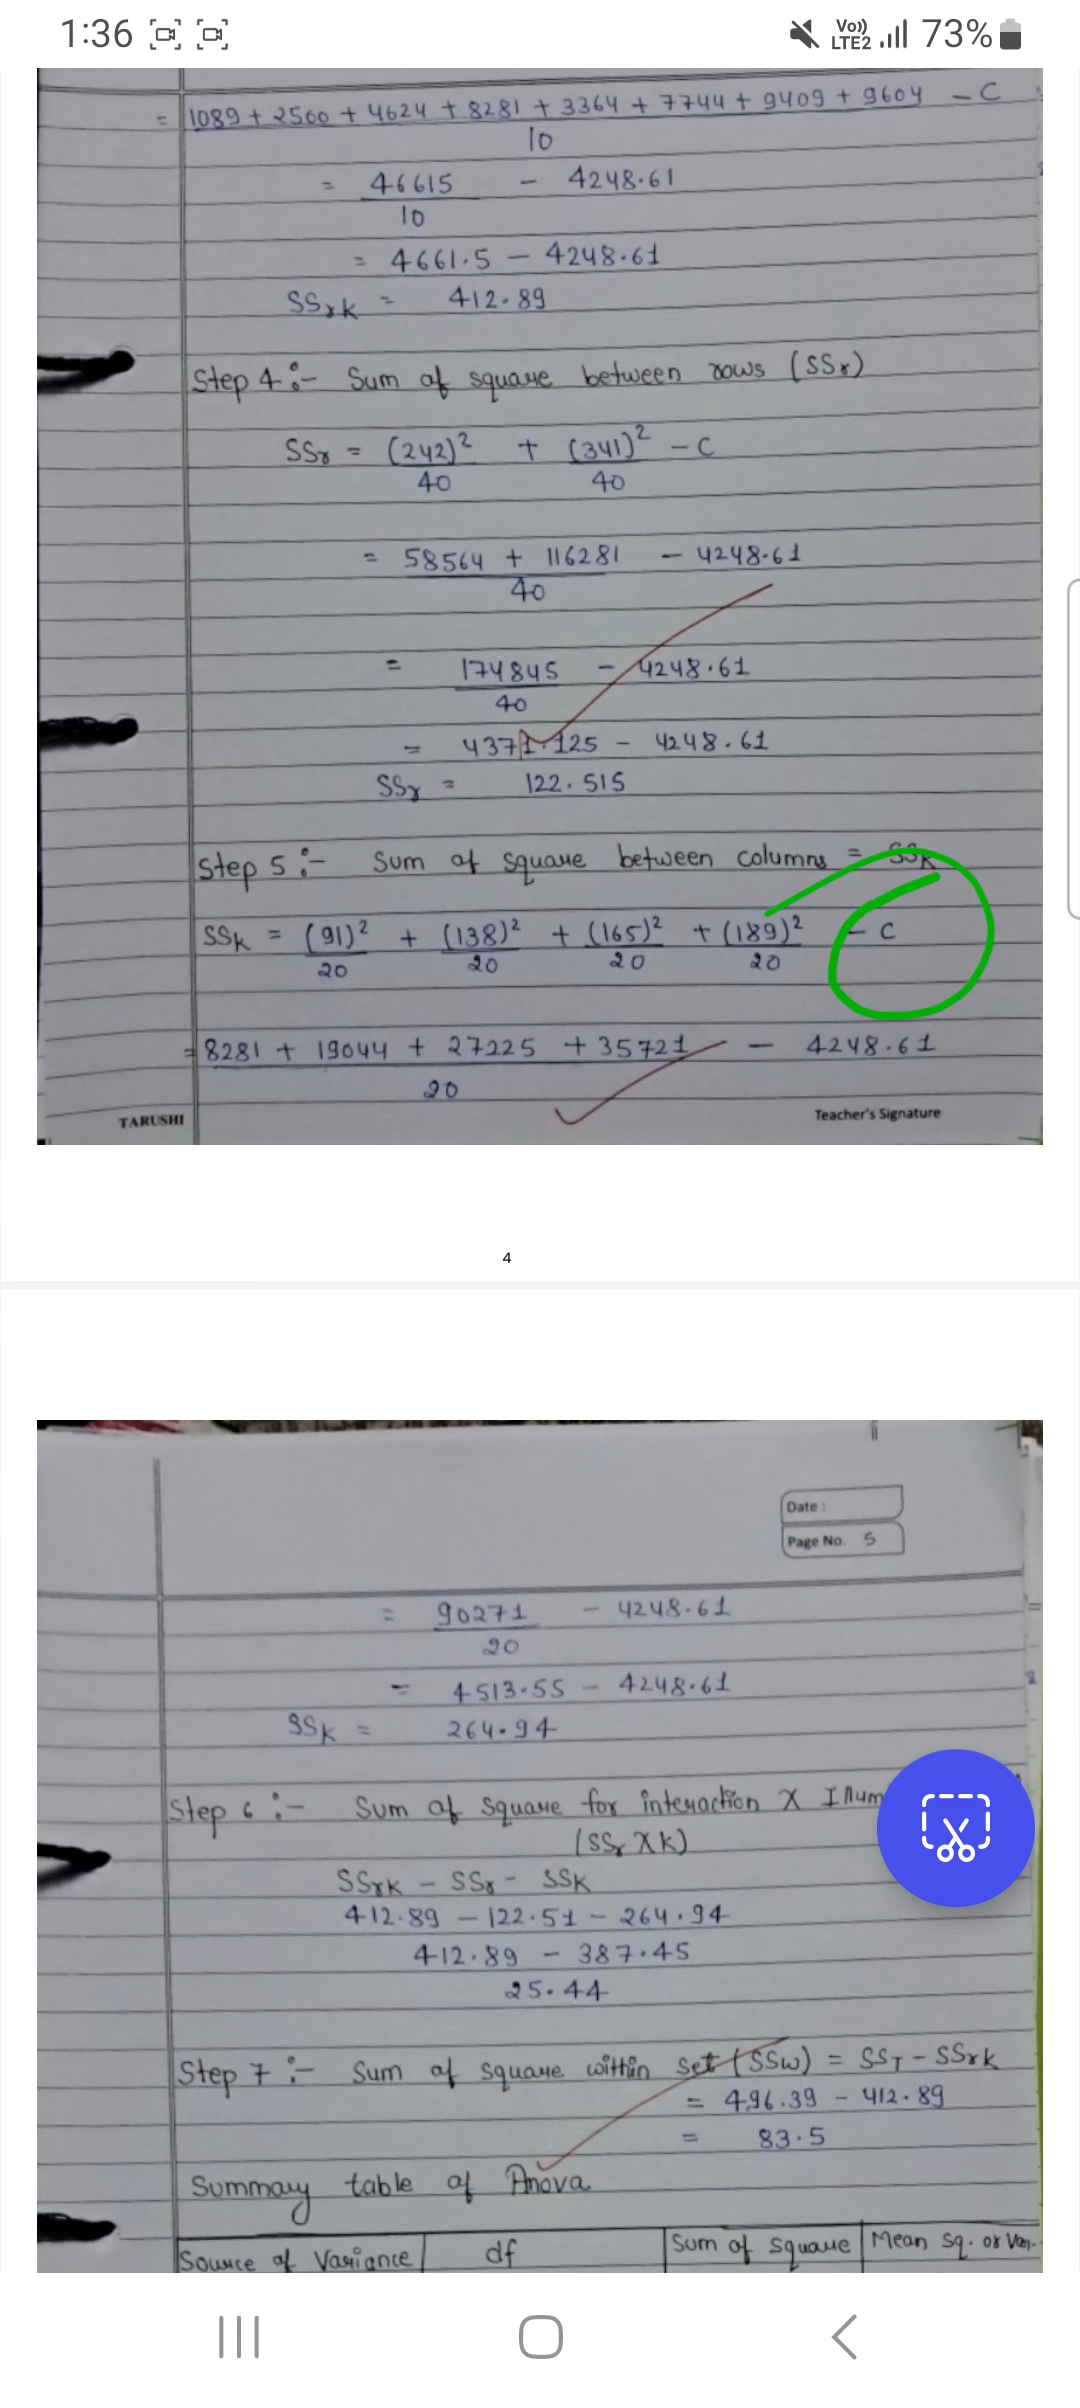 1:36 Vo)) LTE2 73%
= 1089 + 2500 + 4624 + 8281 + 3364 + 7744 + 9409 + 9604 - C
10
= 46615 - 4248.61
10
= 4661.5 - 4248.61
SSrk = 412.89
Step 4 :- Sum of square between rows (SSr)
SSr = (242)² + (341)² - C
40 40
= 58564 + 116281 - 4248.61
40
= 174845 - 4248.61
40
= 4371.125 - 4248.61
SSr = 122.515
Step 5 :- Sum of square between columns = SSK
SSK = (91)² + (138)² + (165)² + (189)² - C
20 20 20 20
= 8281 + 19044 + 27225 + 35721 - 4248.61
20
TARUSHI Teacher's Signature
4
Date :
Page No. 5
= 90271 - 4248.61
20
= 4513.55 - 4248.61
SSK = 264.94
Step 6 :- Sum of square for interaction X Illum
(SSr XK)
SSrK - SSr - SSK
412.89 - 122.51 - 264.94
412.89 - 387.45
25.44
Step 7 :- Sum of square within set (SSw) = SST - SSrk
= 496.39 - 412.89
= 83.5
Summary table of Anova
Source of Variance df Sum of square Mean Sq. or Van.